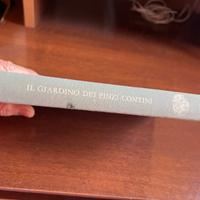 IL GIARDINO DEI FINZI-CONTINI